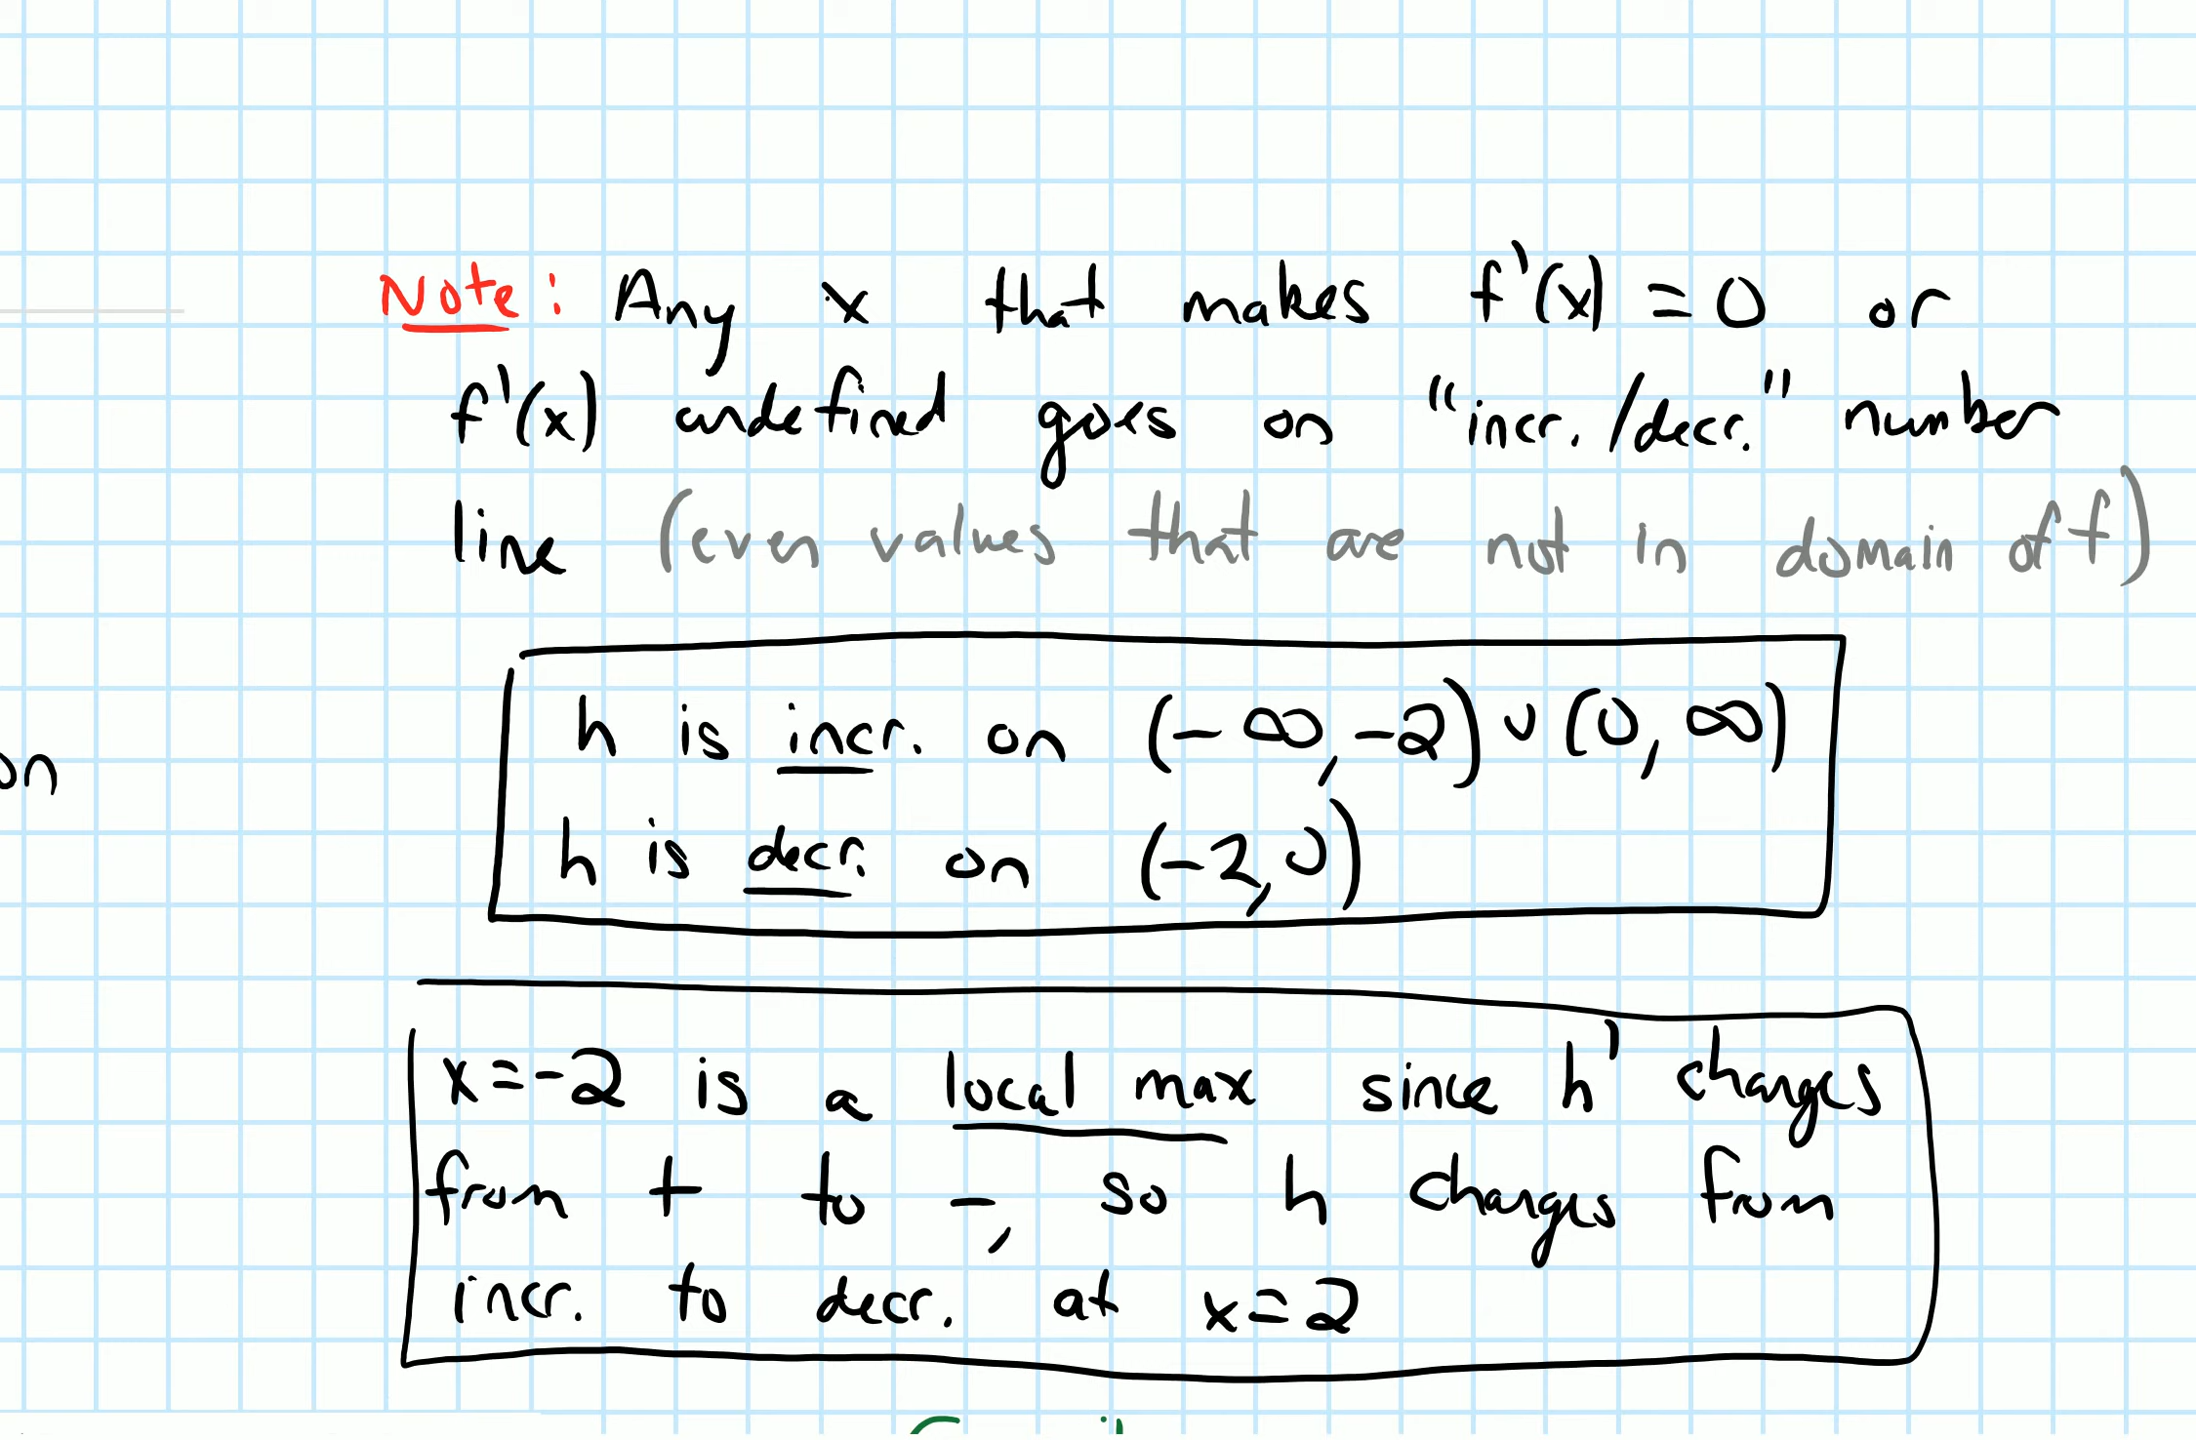 Note: Any x that makes f'(x) = 0 or
f'(x) undefined goes on "incr./decr." number
line (even values that are not in domain of f)
on
h is incr. on (-∞,-2)∪(0,∞)
h is decr. on (-2,0)
x=-2 is a local max since h' changes
from + to -, so h changes from
incr. to decr. at x=2